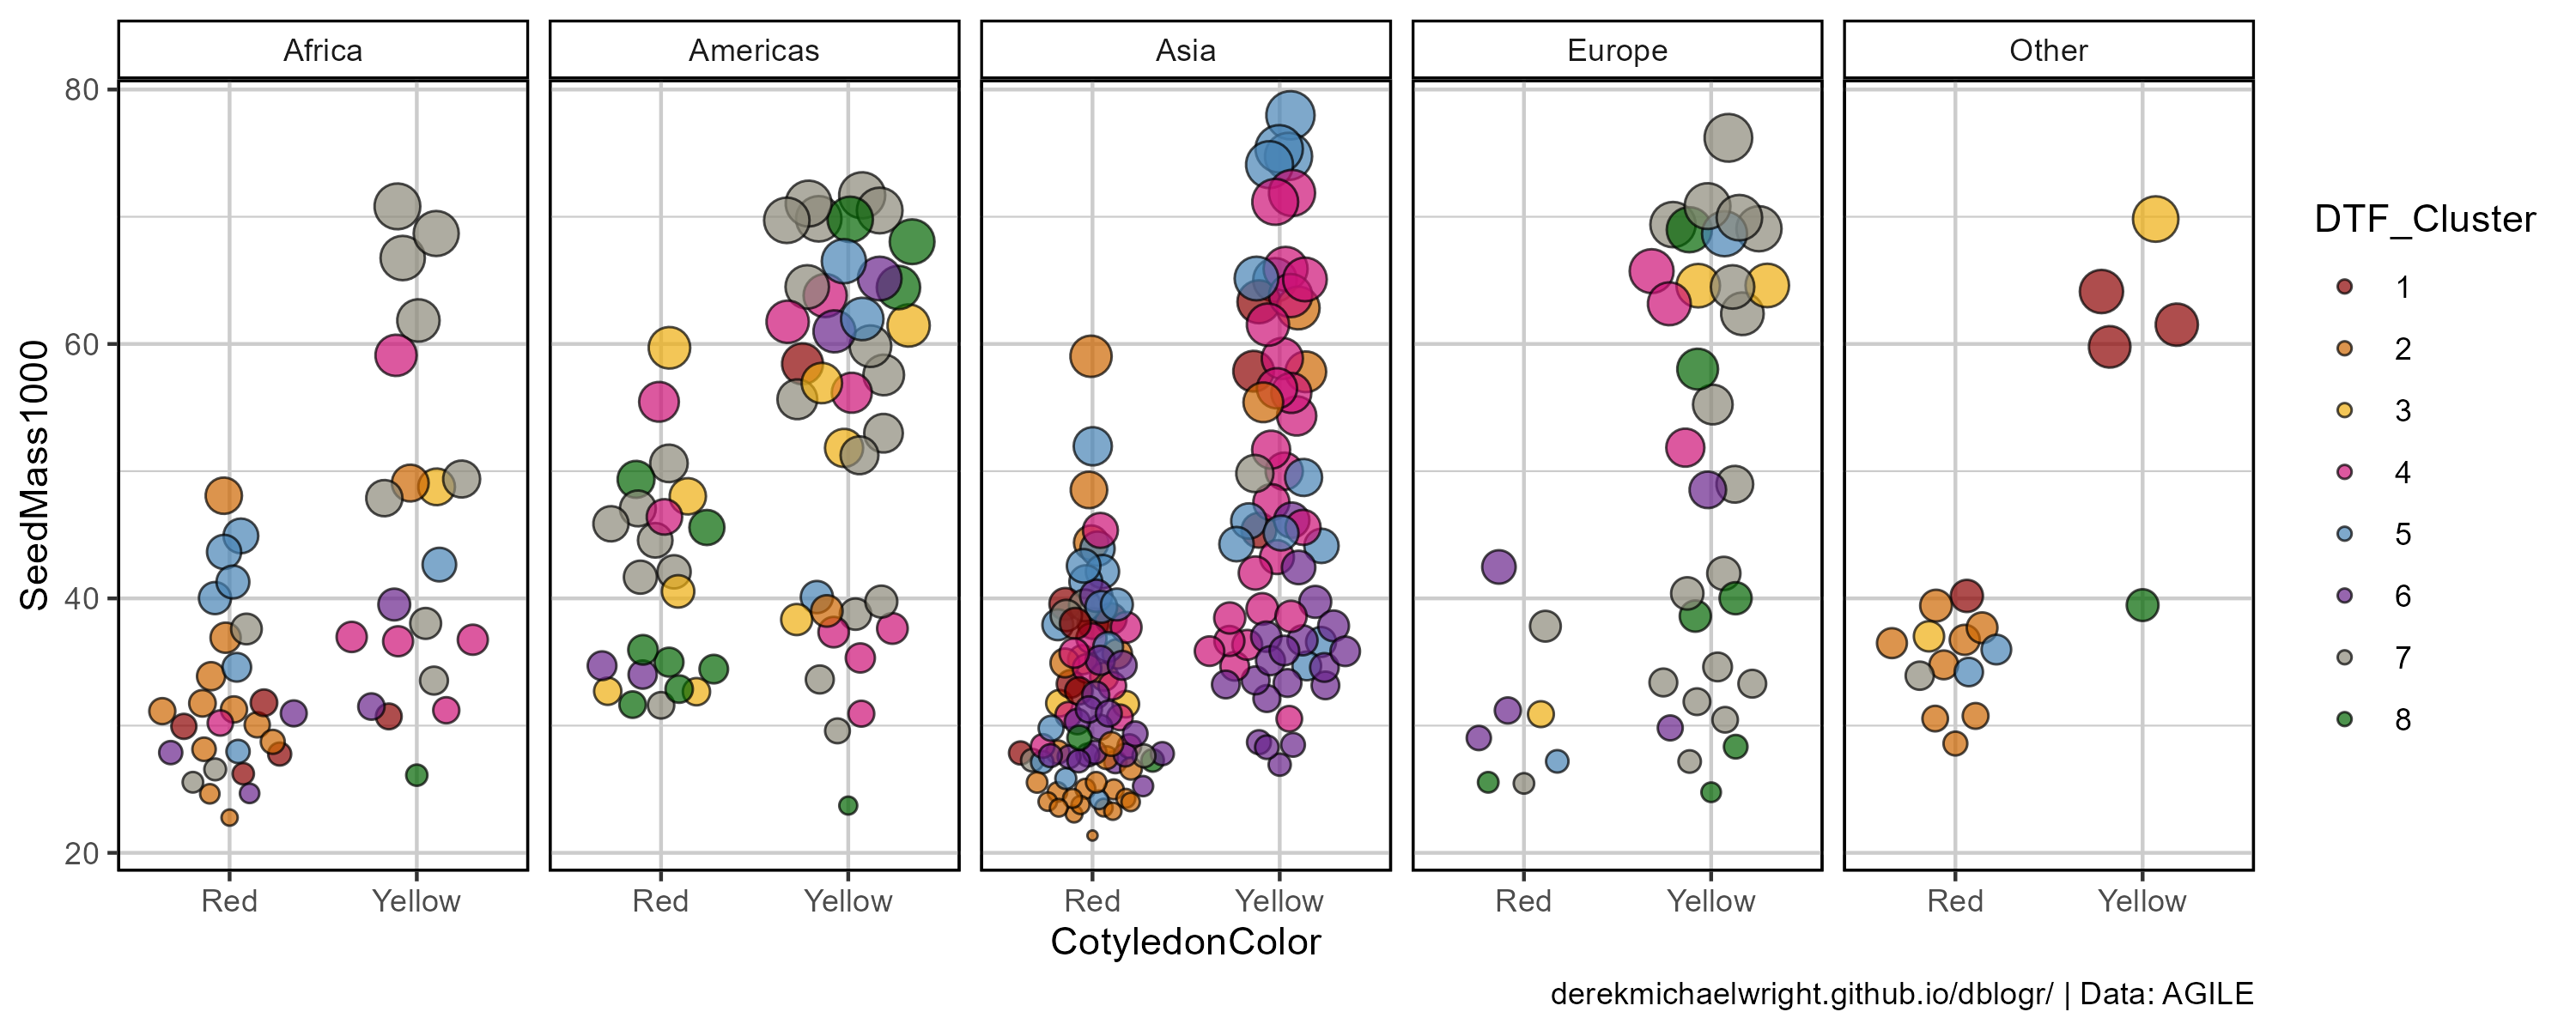 Africa
Americas
Asia
Europe
Other
80
60
40
20
SeedMass1000
Red
Yellow
Red
Yellow
Red
Yellow
Red
Yellow
Red
Yellow
CotyledonColor
DTF_Cluster
1
2
3
4
5
6
7
8
derekmichaelwright.github.io/dblogr/ | Data: AGILE